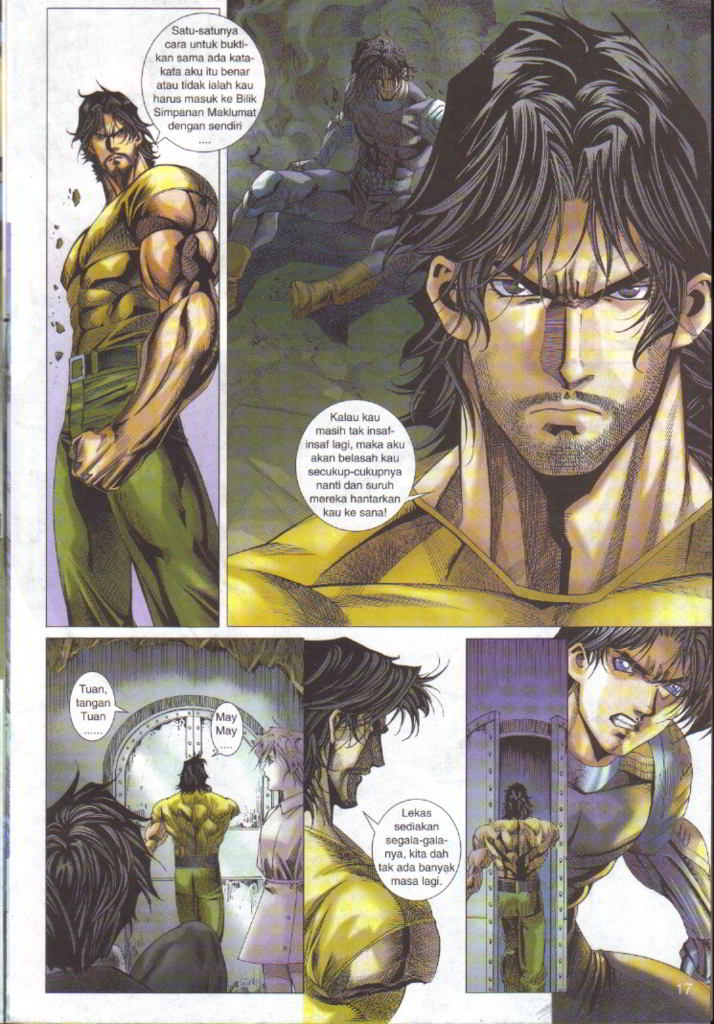 Satu-satunya
cara untuk bukti-
kan sama ada kata-
kata aku itu benar
atau tidak ialah kau
harus masuk ke Bilik
Simpanan Maklumat
dengan sendiri
....
Kalau kau
masih tak insaf-
insaf lagi, maka aku
akan belasah kau
secukup-cukupnya
nanti dan suruh
mereka hantarkan
kau ke sana!
Tuan,
tangan
Tuan
......
May
May
....
Lekas
sediakan
segala-gala-
nya, kita dah
tak ada banyak
masa lagi.
17